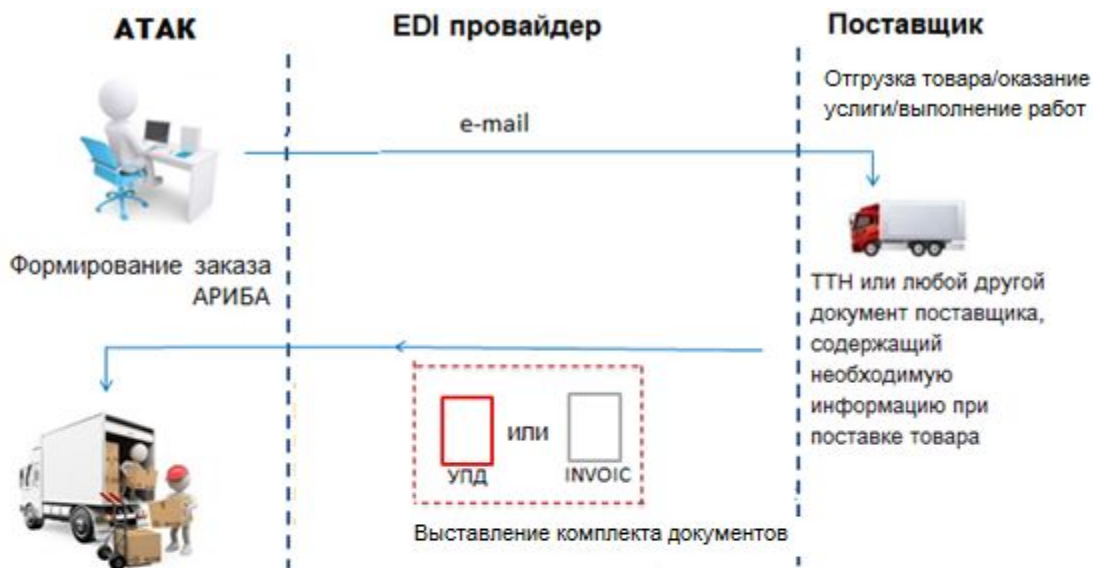 АТАК
EDI провайдер
Поставщик
Отгрузка товара/оказание
услиги/выполнение работ
e-mail
Формирование заказа
АРИБА
ТТН или любой другой
документ поставщика,
содержащий
необходимую
информацию при
поставке товара
или
УПД
INVOIC
Выставление комплекта документов